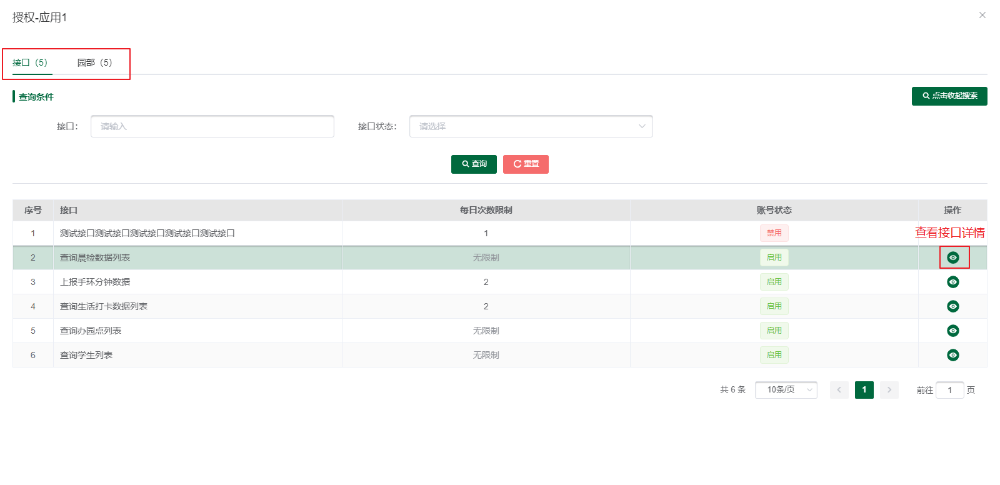 授权-应用1
接口（5） 园部（5）
查询条件 点击收起搜索
接口： 请输入 接口状态： 请选择
查询 重置
序号 接口 每日次数限制 账号状态 操作
1 测试接口测试接口测试接口测试接口测试接口 1 禁用 查看接口详情
2 查询晨检数据列表 无限制 启用
3 上报手环分钟数据 2 启用
4 查询生活打卡数据列表 2 启用
5 查询办园点列表 无限制 启用
6 查询学生列表 无限制 启用
共 6 条 10条/页 1 前往 1 页